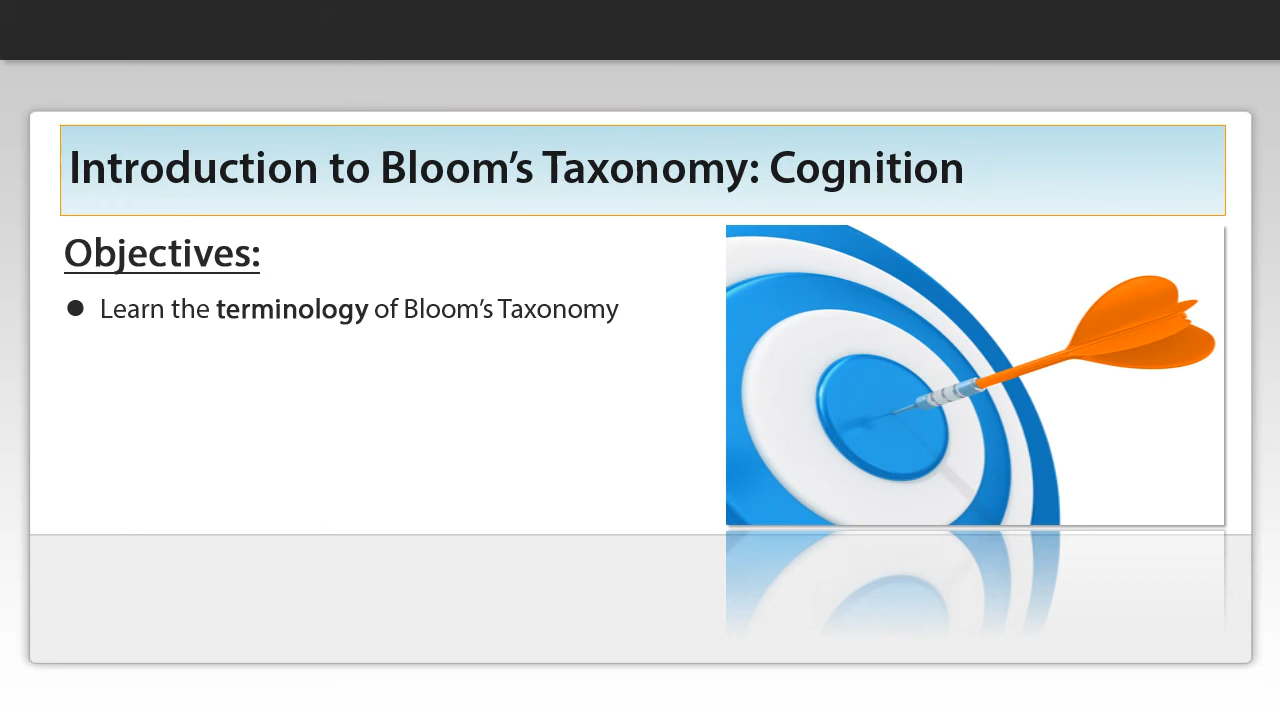 Introduction to Bloom’s Taxonomy: Cognition
Objectives:
● Learn the terminology of Bloom’s Taxonomy